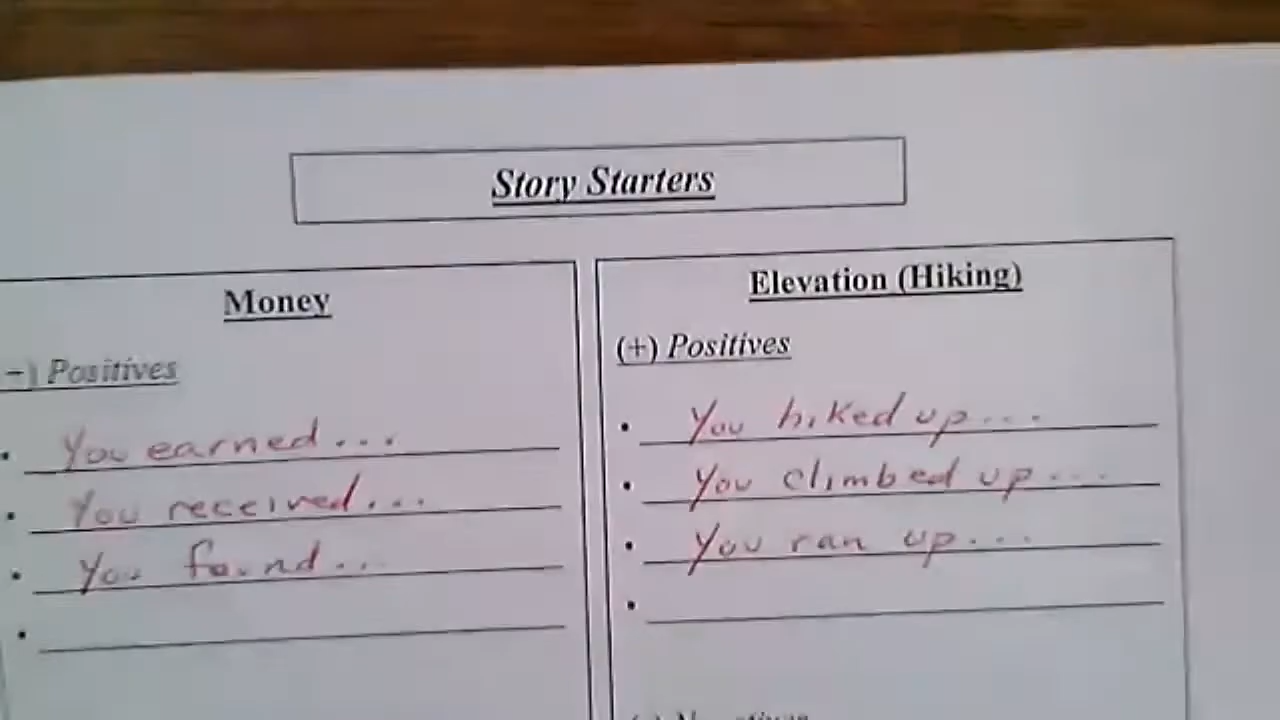 Story Starters
Money
+) Positives
• You earned...
• You received...
• You found...
•
Elevation (Hiking)
(+) Positives
• You hiked up...
• You climbed up...
• You ran up...
•